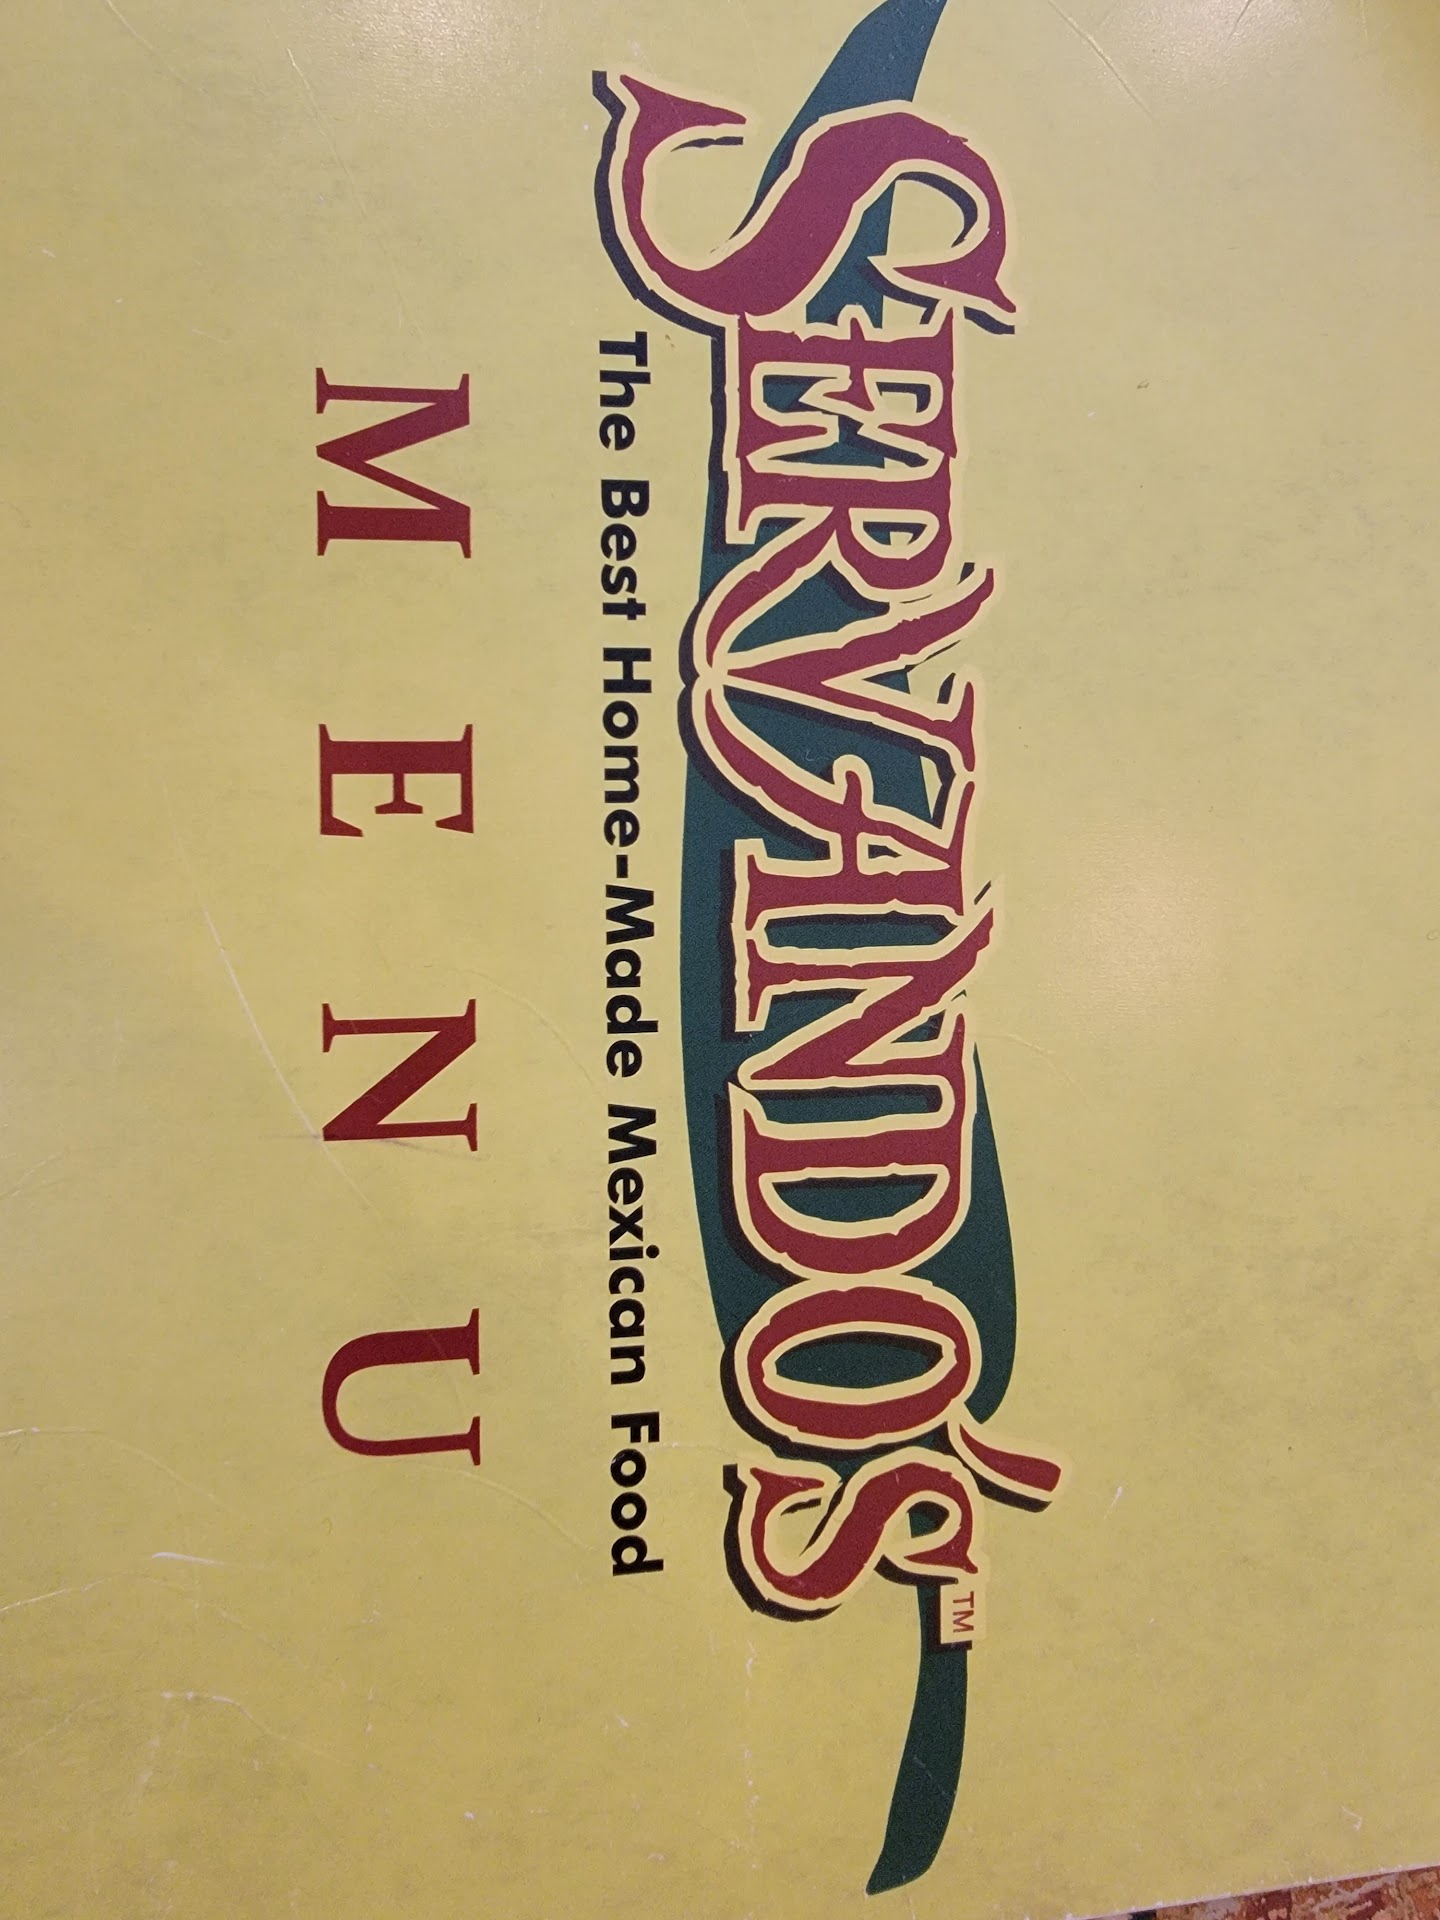 SERVANDO'S™
The Best Home-Made Mexican Food
MENU